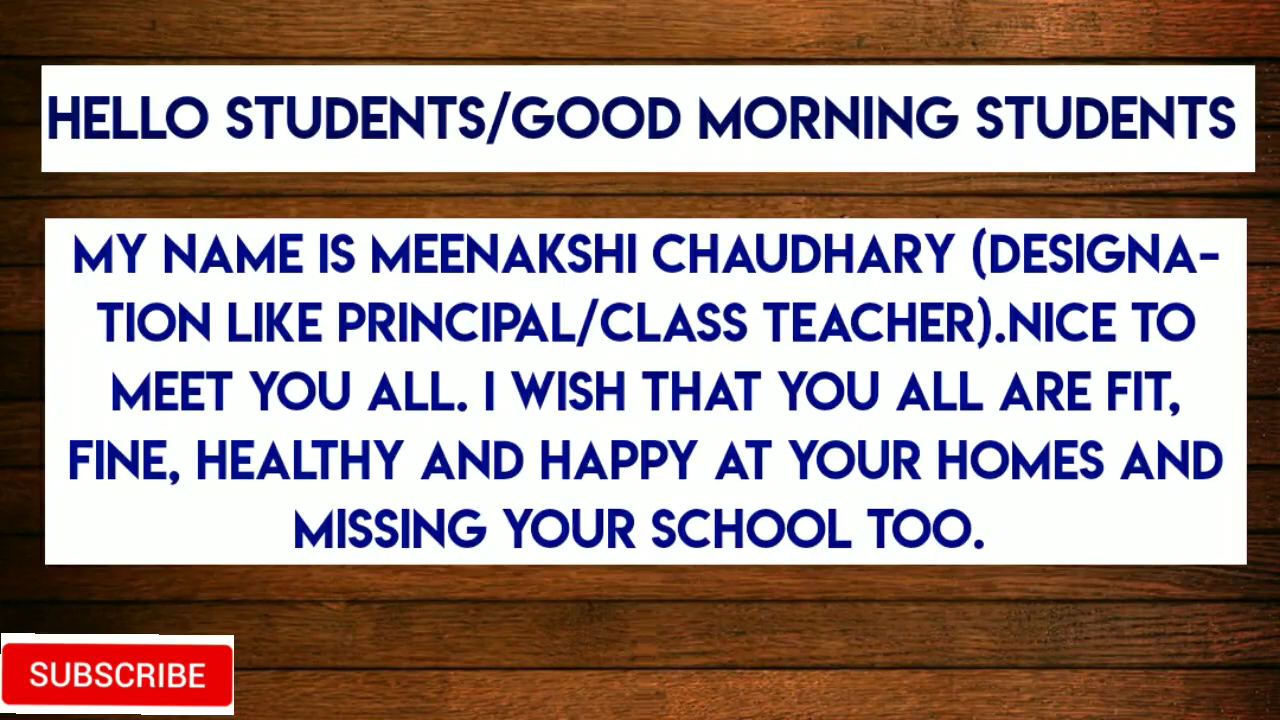 HELLO STUDENTS/GOOD MORNING STUDENTS
MY NAME IS MEENAKSHI CHAUDHARY (DESIGNA-
TION LIKE PRINCIPAL/CLASS TEACHER).NICE TO
MEET YOU ALL. I WISH THAT YOU ALL ARE FIT,
FINE, HEALTHY AND HAPPY AT YOUR HOMES AND
MISSING YOUR SCHOOL TOO.
SUBSCRIBE